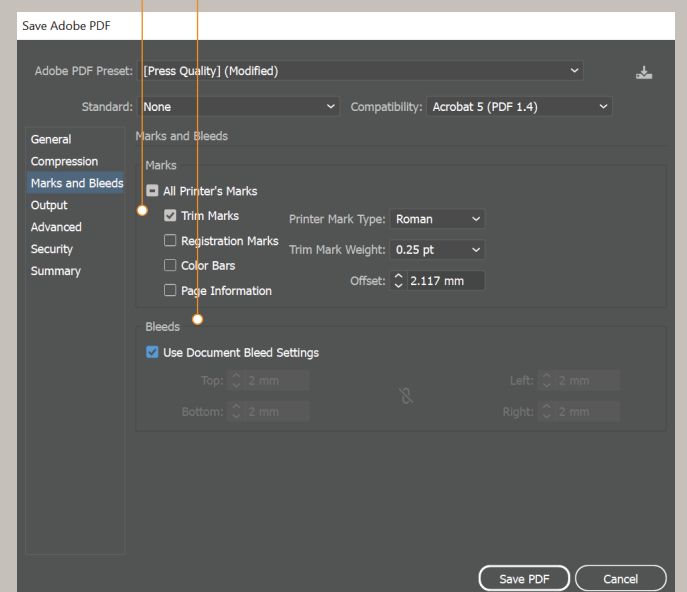 Save Adobe PDF
Adobe PDF Preset: [Press Quality] (Modified)
Standard: None Compatibility: Acrobat 5 (PDF 1.4)
General
Compression
Marks and Bleeds
Output
Advanced
Security
Summary
Marks and Bleeds
Marks
All Printer's Marks
Trim Marks
Registration Marks
Color Bars
Page Information
Printer Mark Type: Roman
Trim Mark Weight: 0.25 pt
Offset: 2.117 mm
Bleeds
Use Document Bleed Settings
Top: 2 mm Left: 2 mm
Bottom: 2 mm Right: 2 mm
Save PDF Cancel